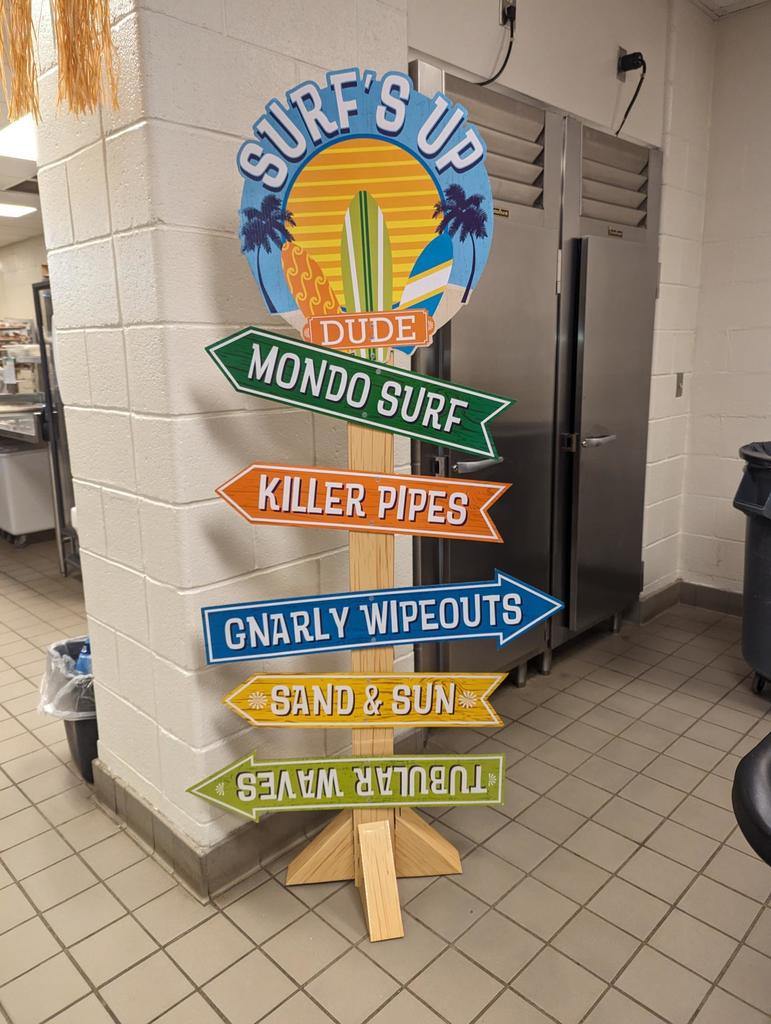 SURF'S UP
DUDE
MONDO SURF
KILLER PIPES
GNARLY WIPEOUTS
SAND & SUN
TUBULAR WAVES